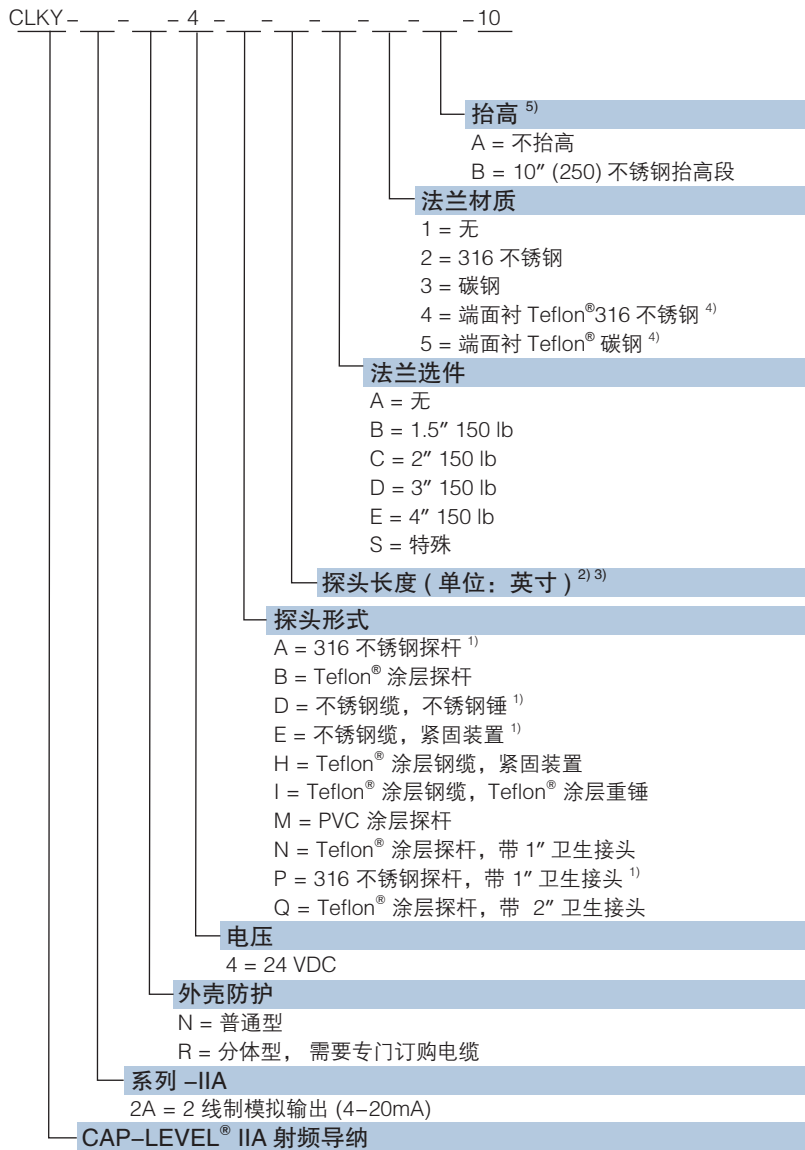 CLKY – – – 4 – – – – – – 10
抬高 5)
A = 不抬高
B = 10″ (250) 不锈钢抬高段
法兰材质
1 = 无
2 = 316 不锈钢
3 = 碳钢
4 = 端面衬 Teflon®316 不锈钢 4)
5 = 端面衬 Teflon® 碳钢 4)
法兰选件
A = 无
B = 1.5″ 150 lb
C = 2″ 150 lb
D = 3″ 150 lb
E = 4″ 150 lb
S = 特殊
探头长度 ( 单位：英寸 ) 2) 3)
探头形式
A = 316 不锈钢探杆 1)
B = Teflon® 涂层探杆
D = 不锈钢缆，不锈钢锤 1)
E = 不锈钢缆，紧固装置 1)
H = Teflon® 涂层钢缆，紧固装置
I = Teflon® 涂层钢缆，Teflon® 涂层重锤
M = PVC 涂层探杆
N = Teflon® 涂层探杆，带 1″ 卫生接头
P = 316 不锈钢探杆，带 1″ 卫生接头 1)
Q = Teflon® 涂层探杆，带 2″ 卫生接头
电压
4 = 24 VDC
外壳防护
N = 普通型
R = 分体型， 需要专门订购电缆
系列 –IIA
2A = 2 线制模拟输出 (4–20mA)
CAP–LEVEL® IIA 射频导纳